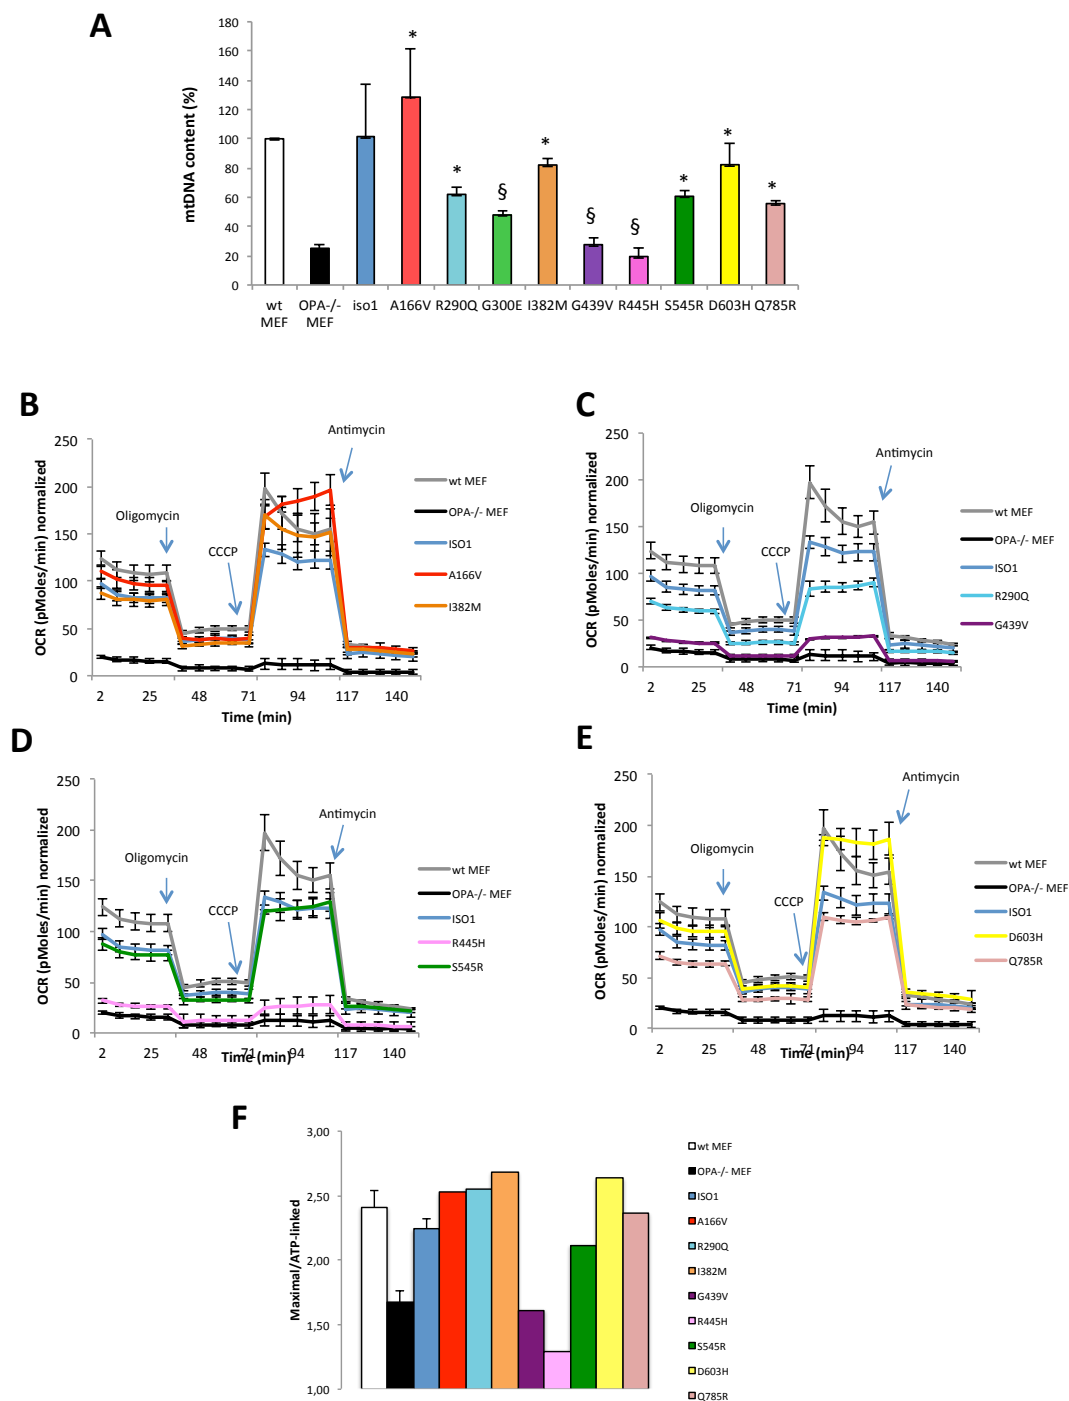 A
mtDNA content (%)
180
160
140
120
100
80
60
40
20
0
* * § * § § * * *
wt MEF OPA-/- MEF iso1 A166V R290Q G300E I382M G439V R445H S545R D603H Q785R
B
OCR (pMoles/min) normalized
250
200
150
100
50
0
Oligomycin
CCCP
Antimycin
2 25 48 71 94 117 140
Time (min)
wt MEF
OPA-/- MEF
ISO1
A166V
I382M
C
OCR (pMoles/min) normalized
250
200
150
100
50
0
Oligomycin
CCCP
Antimycin
2 25 48 71 94 117 140
Time (min)
wt MEF
OPA-/- MEF
ISO1
R290Q
G439V
D
OCR (pMoles/min) normalized
250
200
150
100
50
0
Oligomycin
CCCP
Antimycin
2 25 48 71 94 117 140
Time (min)
wt MEF
OPA-/- MEF
ISO1
R445H
S545R
E
OCR (pMoles/min) normalized
250
200
150
100
50
0
Oligomycin
CCCP
Antimycin
2 25 48 71 94 117 140
Time (min)
wt MEF
OPA-/- MEF
ISO1
D603H
Q785R
F
Maximal/ATP-linked
3,00
2,50
2,00
1,50
1,00
wt MEF
OPA-/- MEF
ISO1
A166V
R290Q
I382M
G439V
R445H
S545R
D603H
Q785R